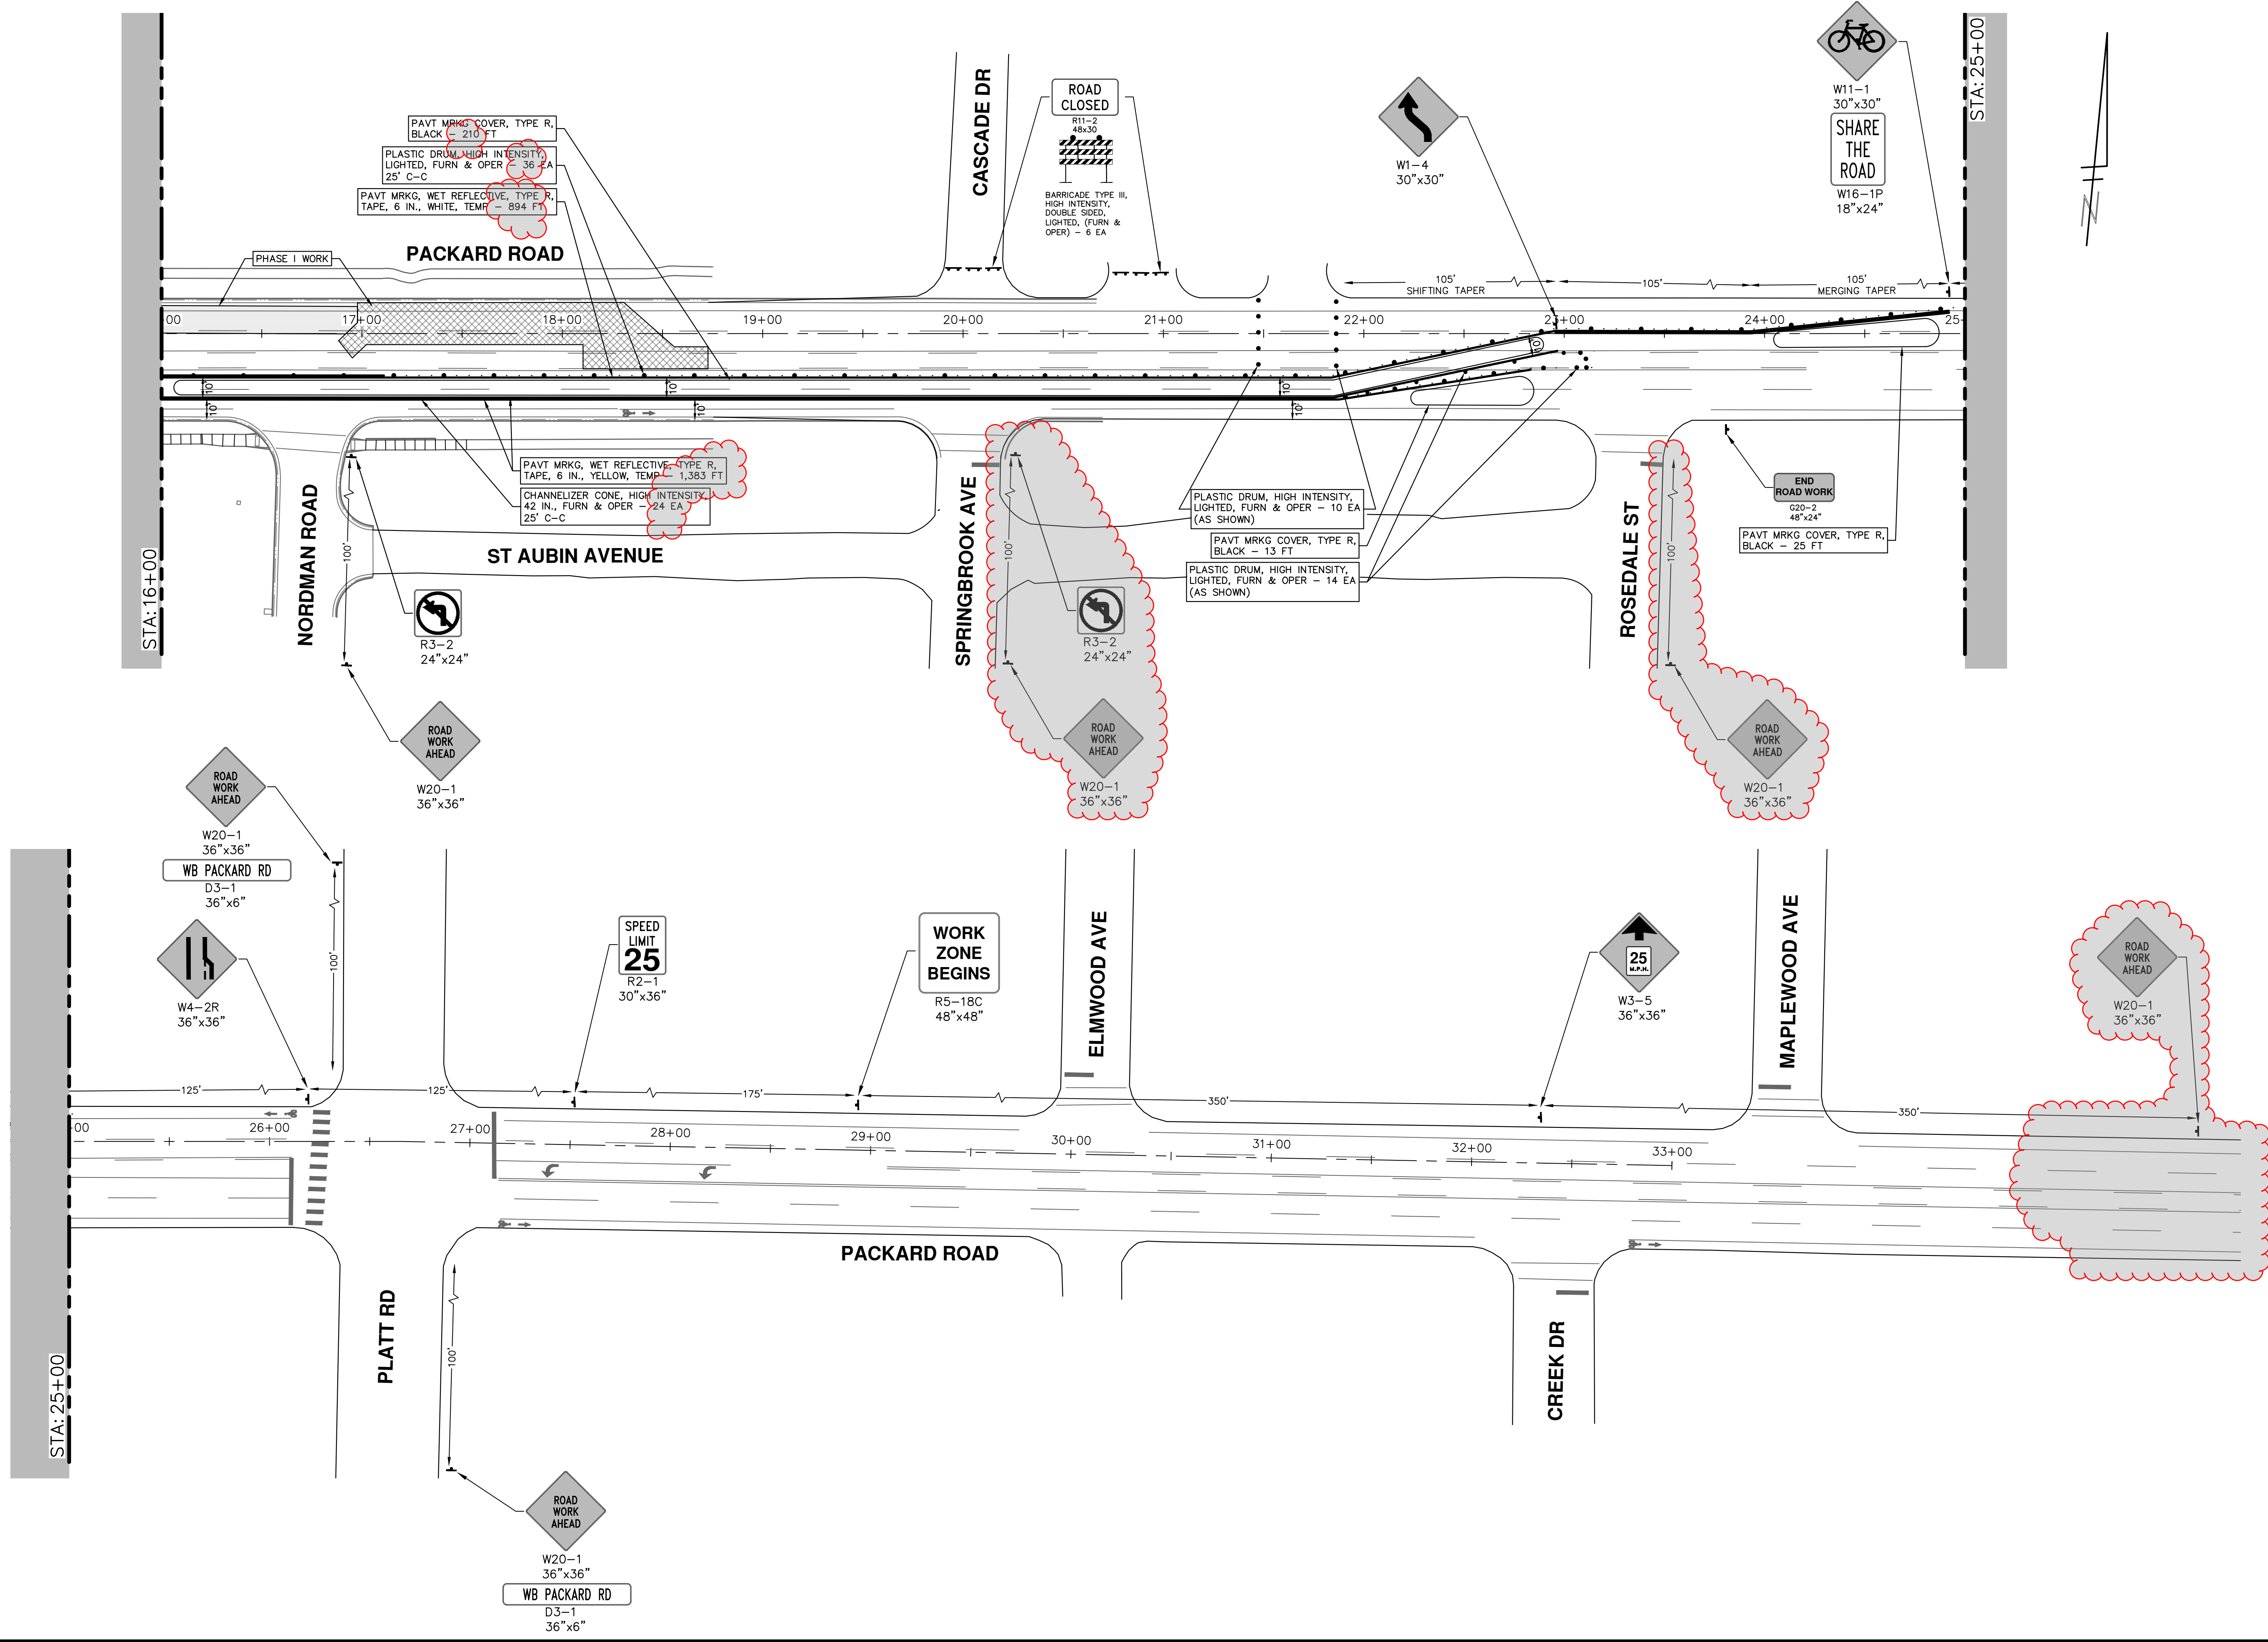 STA: 16+00
STA: 25+00
PAVT MRKG COVER, TYPE R,
BLACK – 210 FT
PLASTIC DRUM, HIGH INTENSITY,
LIGHTED, FURN & OPER – 36 EA
25' C-C
PAVT MRKG, WET REFLECTIVE, TYPE R,
TAPE, 6 IN., WHITE, TEMP – 894 FT
PACKARD ROAD
PHASE I WORK
CASCADE DR
ROAD
CLOSED
R11-2
48x30
BARRICADE TYPE III,
HIGH INTENSITY,
DOUBLE SIDED,
LIGHTED, (FURN &
OPER) – 6 EA
W1-4
30"x30"
W11-1
30"x30"
SHARE
THE
ROAD
W16-1P
18"x24"
N
105'
SHIFTING TAPER
105'
105'
MERGING TAPER
00
17+00
18+00
19+00
20+00
21+00
22+00
23+00
24+00
25-
10'
10'
10'
10'
10'
10'
10'
PAVT MRKG, WET REFLECTIVE, TYPE R,
TAPE, 6 IN., YELLOW, TEMP – 1,383 FT
CHANNELIZER CONE, HIGH INTENSITY,
42 IN., FURN & OPER – 24 EA
25' C-C
PLASTIC DRUM, HIGH INTENSITY,
LIGHTED, FURN & OPER – 10 EA
(AS SHOWN)
PAVT MRKG COVER, TYPE R,
BLACK – 13 FT
PLASTIC DRUM, HIGH INTENSITY,
LIGHTED, FURN & OPER – 14 EA
(AS SHOWN)
END
ROAD WORK
G20-2
48"x24"
PAVT MRKG COVER, TYPE R,
BLACK – 25 FT
NORDMAN ROAD
100'
ST AUBIN AVENUE
R3-2
24"x24"
ROAD
WORK
AHEAD
W20-1
36"x36"
SPRINGBROOK AVE
100'
R3-2
24"x24"
ROAD
WORK
AHEAD
W20-1
36"x36"
ROSEDALE ST
100'
ROAD
WORK
AHEAD
W20-1
36"x36"
ROAD
WORK
AHEAD
W20-1
36"x36"
WB PACKARD RD
D3-1
36"x6"
W4-2R
36"x36"
100'
SPEED
LIMIT
25
R2-1
30"x36"
WORK
ZONE
BEGINS
R5-18C
48"x48"
ELMWOOD AVE
25
M.P.H.
W3-5
36"x36"
MAPLEWOOD AVE
ROAD
WORK
AHEAD
W20-1
36"x36"
125'
125'
175'
350'
350'
00
26+00
27+00
28+00
29+00
30+00
31+00
32+00
33+00
PACKARD ROAD
STA: 25+00
PLATT RD
100'
CREEK DR
ROAD
WORK
AHEAD
W20-1
36"x36"
WB PACKARD RD
D3-1
36"x6"